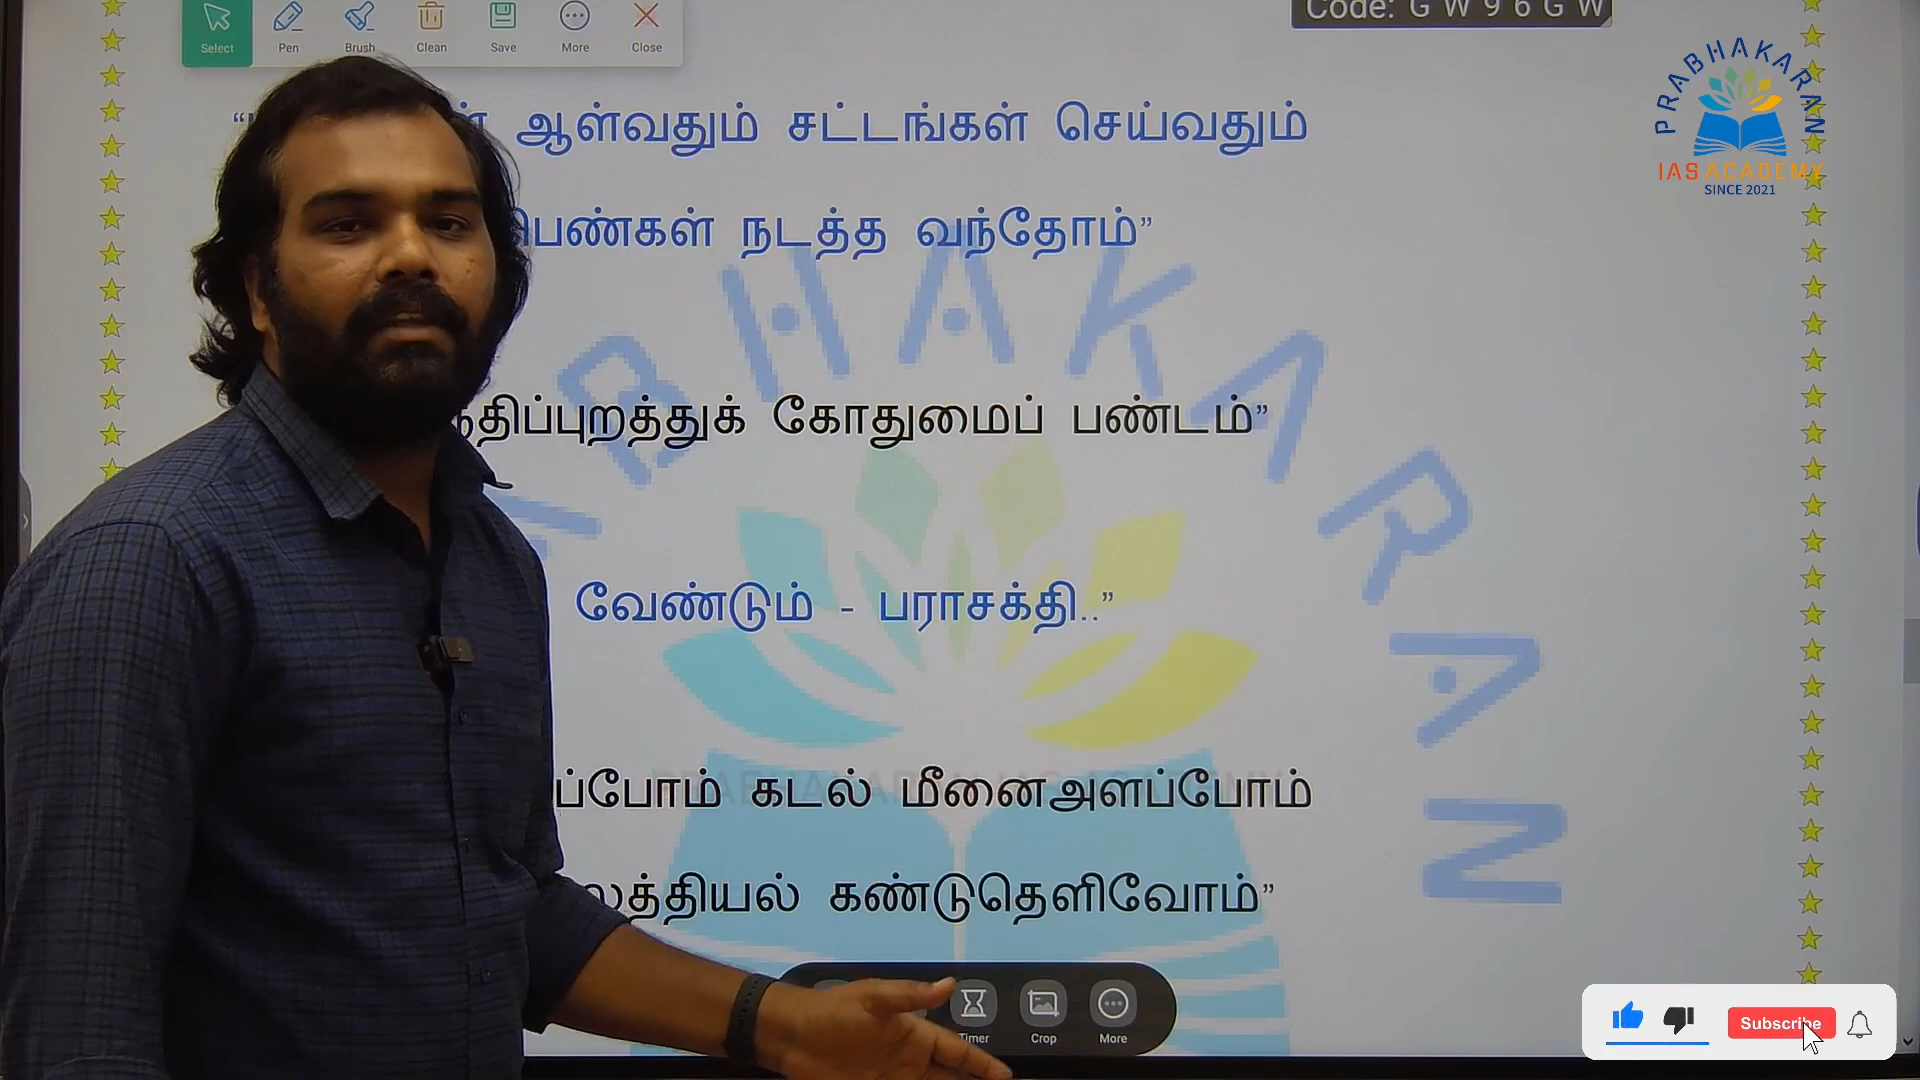 Select Pen Brush Clean Save More Close
Code: G W 9 6 G W
PRABHAKARAN
IAS ACADEMY
SINCE 2021
ஆள்வதும் சட்டங்கள் செய்வதும்
பெண்கள் நடத்த வந்தோம்”
ததிப்புறத்துக் கோதுமைப் பண்டம்”
வேண்டும் - பராசக்தி..”
ப்போம் கடல் மீனைஅளப்போம்
லத்தியல் கண்டுதெளிவோம்”
ABHAKARAN
Timer Crop More
Subscribe